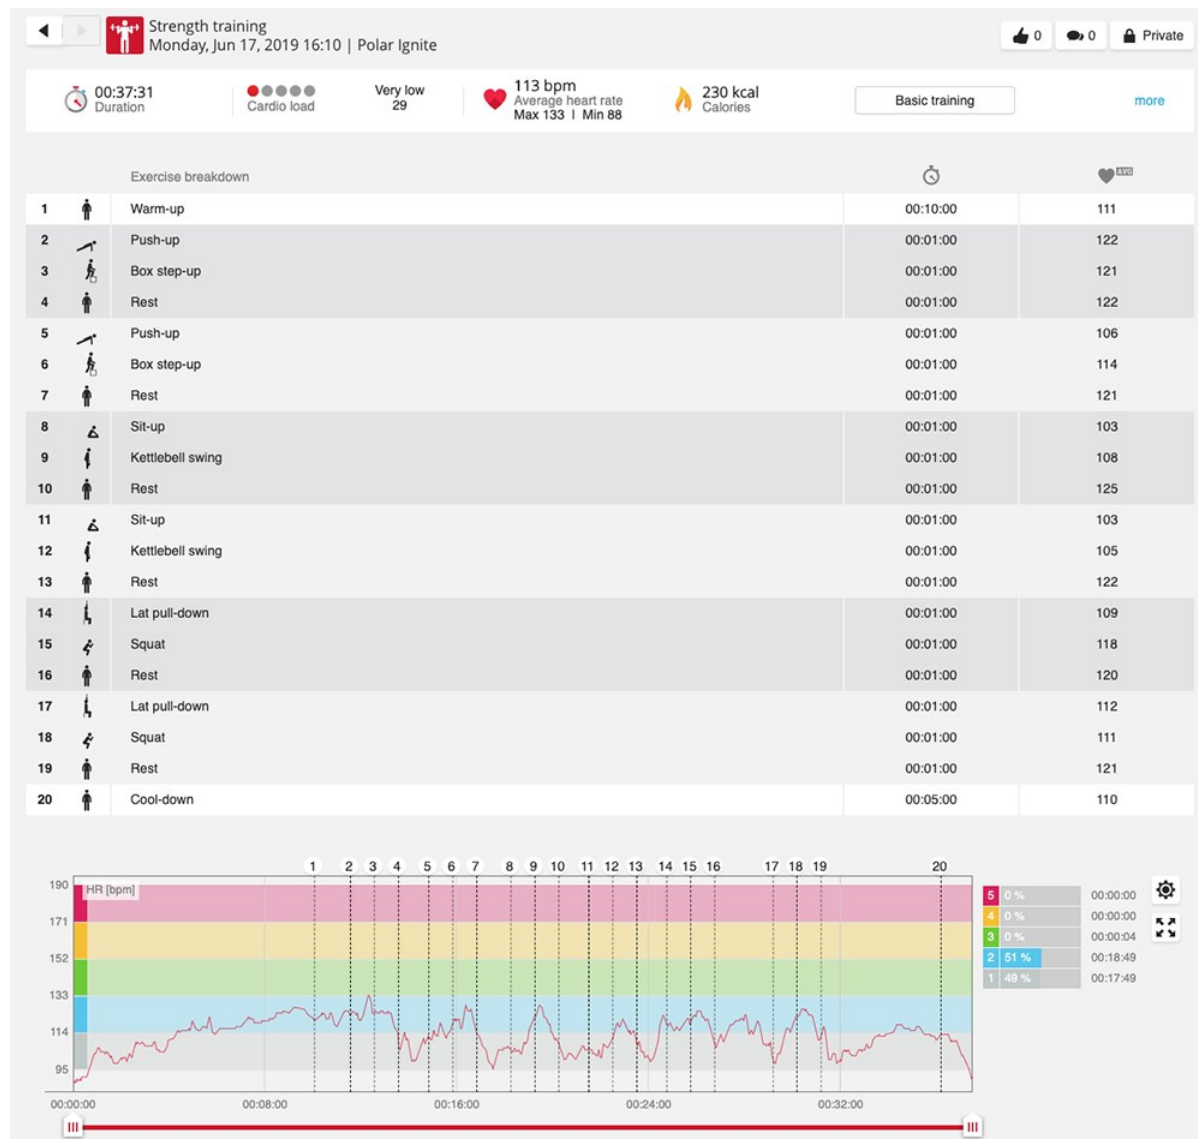 Strength training
Monday, Jun 17, 2019 16:10 | Polar Ignite
0 0 Private
00:37:31
Duration
Cardio load
Very low
29
113 bpm
Average heart rate
Max 133 | Min 88
230 kcal
Calories
Basic training
more
Exercise breakdown AVG
1 Warm-up 00:10:00 111
2 Push-up 00:01:00 122
3 Box step-up 00:01:00 121
4 Rest 00:01:00 122
5 Push-up 00:01:00 106
6 Box step-up 00:01:00 114
7 Rest 00:01:00 121
8 Sit-up 00:01:00 103
9 Kettlebell swing 00:01:00 108
10 Rest 00:01:00 125
11 Sit-up 00:01:00 103
12 Kettlebell swing 00:01:00 105
13 Rest 00:01:00 122
14 Lat pull-down 00:01:00 109
15 Squat 00:01:00 118
16 Rest 00:01:00 120
17 Lat pull-down 00:01:00 112
18 Squat 00:01:00 111
19 Rest 00:01:00 121
20 Cool-down 00:05:00 110
1 2 3 4 5 6 7 8 9 10 11 12 13 14 15 16 17 18 19 20
HR [bpm]
190
171
152
133
114
95
00:00:00 00:08:00 00:16:00 00:24:00 00:32:00
5 0 % 00:00:00
4 0 % 00:00:00
3 0 % 00:00:04
2 51 % 00:18:49
1 49 % 00:17:49